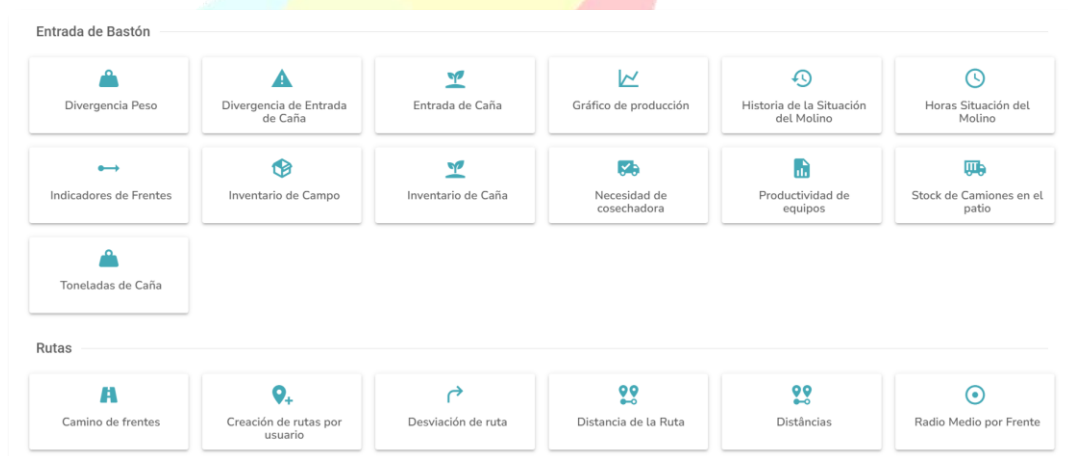 Entrada de Bastón
Divergencia Peso
Divergencia de Entrada
de Caña
Entrada de Caña
Gráfico de producción
Historia de la Situación
del Molino
Horas Situación del
Molino
Indicadores de Frentes
Inventario de Campo
Inventario de Caña
Necesidad de
cosechadora
Productividad de
equipos
Stock de Camiones en el
patio
Toneladas de Caña
Rutas
Camino de frentes
Creación de rutas por
usuario
Desviación de ruta
Distancia de la Ruta
Distâncias
Radio Medio por Frente